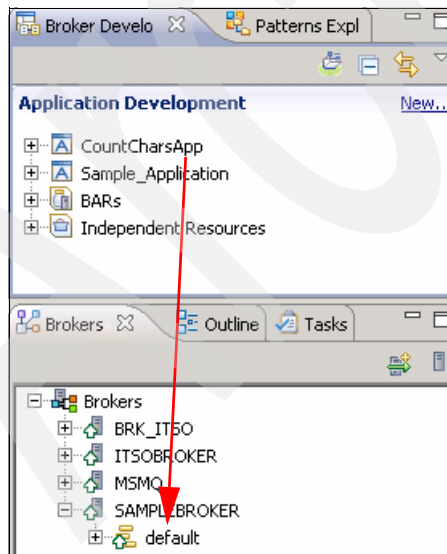 Broker Develo Patterns Expl
Application Development New...
CountCharsApp
Sample_Application
BARs
Independent Resources
Brokers Outline Tasks
Brokers
BRK_ITSO
ITSOBROKER
MSMQ
SAMPLEBROKER
default